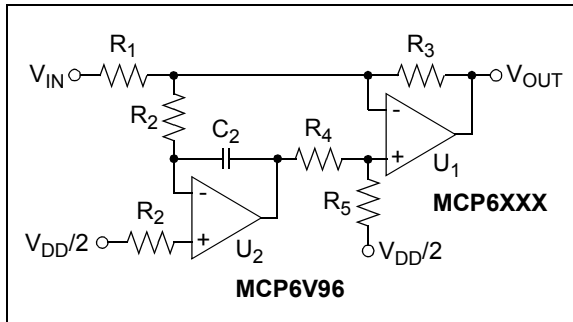 R1 R3
VIN VOUT
R2 C2 R4
- +
U1
R2 - + R5 MCP6XXX
VDD/2 U2 VDD/2
MCP6V96